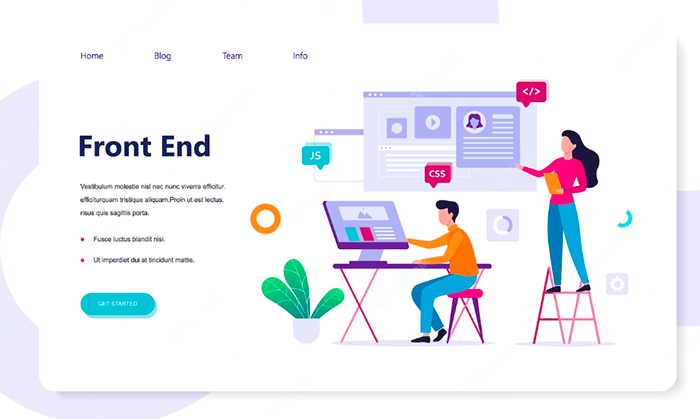 Home Blog Team Info
</>
JS
CSS
Front End
Vestibulum molestie nisl nec nunc viverra efficitur.
efficiturquam tristique aliquam.Proin ut est lectus.
risus quis sagittis porta.
Fusce luctus blandit nisi.
Ut imperdiet dui at tincidunt mattis.
GET STARTED